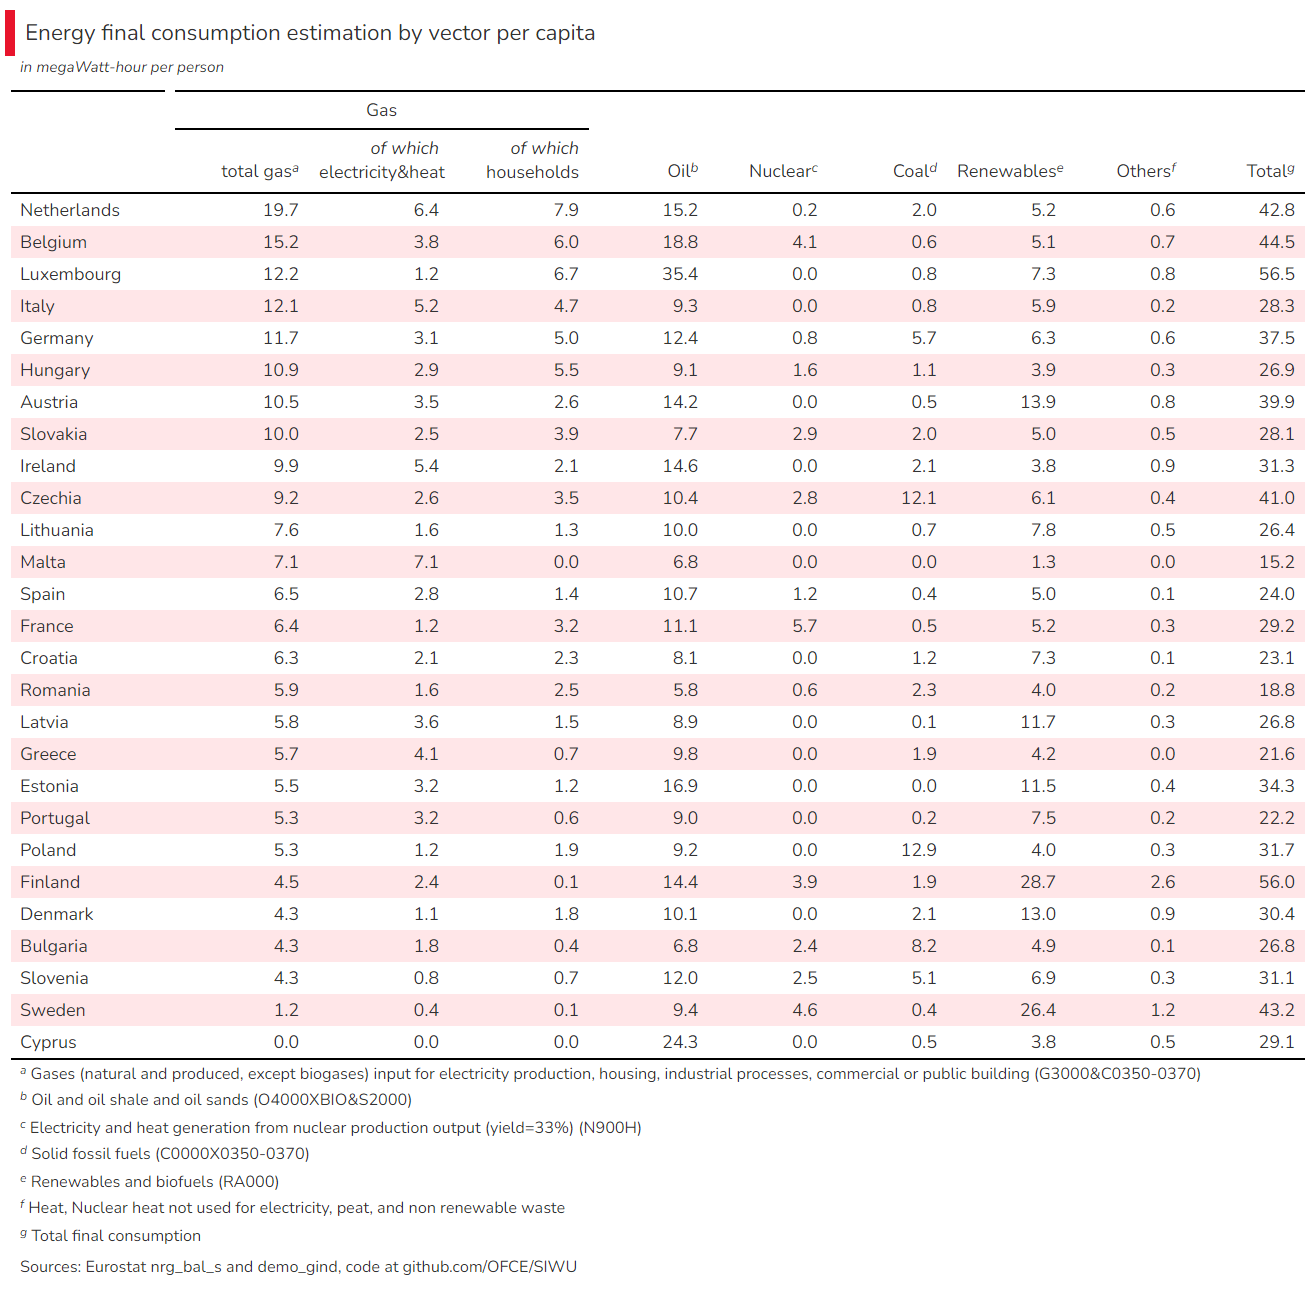 Energy final consumption estimation by vector per capita
in megaWatt-hour per person
Gas
total gasᵃ of which electricity&heat of which households Oilᵇ Nuclearᶜ Coalᵈ Renewablesᵉ Othersᶠ Totalᵍ
Netherlands 19.7 6.4 7.9 15.2 0.2 2.0 5.2 0.6 42.8
Belgium 15.2 3.8 6.0 18.8 4.1 0.6 5.1 0.7 44.5
Luxembourg 12.2 1.2 6.7 35.4 0.0 0.8 7.3 0.8 56.5
Italy 12.1 5.2 4.7 9.3 0.0 0.8 5.9 0.2 28.3
Germany 11.7 3.1 5.0 12.4 0.8 5.7 6.3 0.6 37.5
Hungary 10.9 2.9 5.5 9.1 1.6 1.1 3.9 0.3 26.9
Austria 10.5 3.5 2.6 14.2 0.0 0.5 13.9 0.8 39.9
Slovakia 10.0 2.5 3.9 7.7 2.9 2.0 5.0 0.5 28.1
Ireland 9.9 5.4 2.1 14.6 0.0 2.1 3.8 0.9 31.3
Czechia 9.2 2.6 3.5 10.4 2.8 12.1 6.1 0.4 41.0
Lithuania 7.6 1.6 1.3 10.0 0.0 0.7 7.8 0.5 26.4
Malta 7.1 7.1 0.0 6.8 0.0 0.0 1.3 0.0 15.2
Spain 6.5 2.8 1.4 10.7 1.2 0.4 5.0 0.1 24.0
France 6.4 1.2 3.2 11.1 5.7 0.5 5.2 0.3 29.2
Croatia 6.3 2.1 2.3 8.1 0.0 1.2 7.3 0.1 23.1
Romania 5.9 1.6 2.5 5.8 0.6 2.3 4.0 0.2 18.8
Latvia 5.8 3.6 1.5 8.9 0.0 0.1 11.7 0.3 26.8
Greece 5.7 4.1 0.7 9.8 0.0 1.9 4.2 0.0 21.6
Estonia 5.5 3.2 1.2 16.9 0.0 0.0 11.5 0.4 34.3
Portugal 5.3 3.2 0.6 9.0 0.0 0.2 7.5 0.2 22.2
Poland 5.3 1.2 1.9 9.2 0.0 12.9 4.0 0.3 31.7
Finland 4.5 2.4 0.1 14.4 3.9 1.9 28.7 2.6 56.0
Denmark 4.3 1.1 1.8 10.1 0.0 2.1 13.0 0.9 30.4
Bulgaria 4.3 1.8 0.4 6.8 2.4 8.2 4.9 0.1 26.8
Slovenia 4.3 0.8 0.7 12.0 2.5 5.1 6.9 0.3 31.1
Sweden 1.2 0.4 0.1 9.4 4.6 0.4 26.4 1.2 43.2
Cyprus 0.0 0.0 0.0 24.3 0.0 0.5 3.8 0.5 29.1
ᵃ Gases (natural and produced, except biogases) input for electricity production, housing, industrial processes, commercial or public building (G3000&C0350-0370)
ᵇ Oil and oil shale and oil sands (O4000XBIO&S2000)
ᶜ Electricity and heat generation from nuclear production output (yield=33%) (N900H)
ᵈ Solid fossil fuels (C0000X0350-0370)
ᵉ Renewables and biofuels (RA000)
ᶠ Heat, Nuclear heat not used for electricity, peat, and non renewable waste
ᵍ Total final consumption
Sources: Eurostat nrg_bal_s and demo_gind, code at github.com/OFCE/SIWU